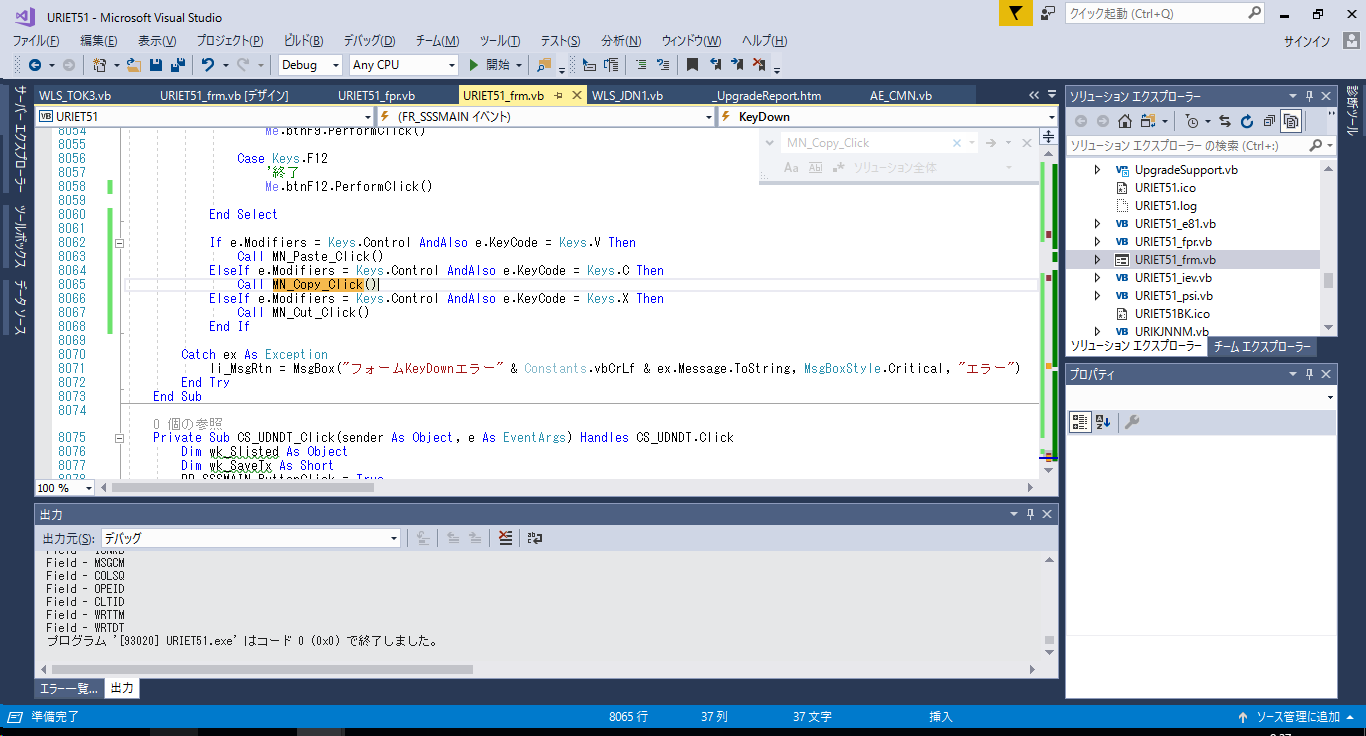 URIET51 - Microsoft Visual Studio
クイック起動 (Ctrl+Q)
ファイル(F) 編集(E) 表示(V) プロジェクト(P) ビルド(B) デバッグ(D) チーム(M) ツール(T) テスト(S) 分析(N) ウィンドウ(W) ヘルプ(H)
サインイン
Debug Any CPU 開始
サーバー エクスプローラー
ツールボックス
データ ソース
WLS_TOK3.vb URIET51_frm.vb [デザイン] URIET51_fpr.vb URIET51_frm.vb WLS_JDN1.vb _UpgradeReport.htm AE_CMN.vb
URIET51 (FR_SSSMAIN イベント) KeyDown
MN_Copy_Click
Aa Ab ソリューション全体
8054 Me.btnF9.PerformClick()
8055
8056 Case Keys.F12
8057 '終了
8058 Me.btnF12.PerformClick()
8059
8060 End Select
8061
8062 If e.Modifiers = Keys.Control AndAlso e.KeyCode = Keys.V Then
8063 Call MN_Paste_Click()
8064 ElseIf e.Modifiers = Keys.Control AndAlso e.KeyCode = Keys.C Then
8065 Call MN_Copy_Click()
8066 ElseIf e.Modifiers = Keys.Control AndAlso e.KeyCode = Keys.X Then
8067 Call MN_Cut_Click()
8068 End If
8069
8070 Catch ex As Exception
8071 li_MsgRtn = MsgBox("フォームKeyDownエラー" & Constants.vbCrLf & ex.Message.ToString, MsgBoxStyle.Critical, "エラー")
8072 End Try
8073 End Sub
8074
0 個の参照
8075 Private Sub CS_UDNDT_Click(sender As Object, e As EventArgs) Handles CS_UDNDT.Click
8076 Dim wk_Slisted As Object
8077 Dim wk_SaveTx As Short
8078 PP_SSSMAIN.ButtonClick = True
100 %
出力
出力元(S): デバッグ
Field - MSGCM
Field - COLSQ
Field - OPEID
Field - CLTID
Field - WRTTM
Field - WRTDT
プログラム '[93020] URIET51.exe' はコード 0 (0x0) で終了しました。
エラー一覧... 出力
ソリューション エクスプローラー
ソリューション エクスプローラー の検索 (Ctrl+:)
UpgradeSupport.vb
URIET51.ico
URIET51.log
URIET51_e81.vb
URIET51_fpr.vb
URIET51_frm.vb
URIET51_iev.vb
URIET51_psi.vb
URIET51BK.ico
URIKJNNM.vb
ソリューション エクスプローラー チーム エクスプローラー
プロパティ
診断ツール
準備完了 8065 行 37 列 37 文字 挿入 ソース管理に追加